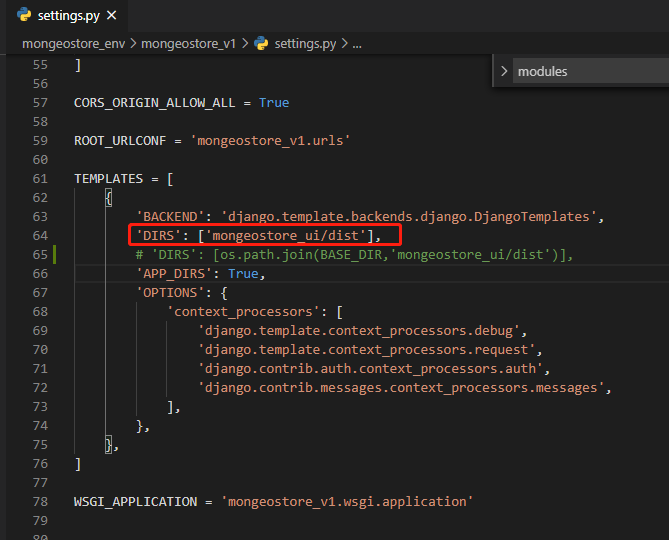 settings.py
mongeostore_env > mongeostore_v1 > settings.py > ...
modules
55 ]
56
57 CORS_ORIGIN_ALLOW_ALL = True
58
59 ROOT_URLCONF = 'mongeostore_v1.urls'
60
61 TEMPLATES = [
62 {
63 'BACKEND': 'django.template.backends.django.DjangoTemplates',
64 'DIRS': ['mongeostore_ui/dist'],
65 # 'DIRS': [os.path.join(BASE_DIR,'mongeostore_ui/dist')],
66 'APP_DIRS': True,
67 'OPTIONS': {
68 'context_processors': [
69 'django.template.context_processors.debug',
70 'django.template.context_processors.request',
71 'django.contrib.auth.context_processors.auth',
72 'django.contrib.messages.context_processors.messages',
73 ],
74 },
75 },
76 ]
77
78 WSGI_APPLICATION = 'mongeostore_v1.wsgi.application'
79
80